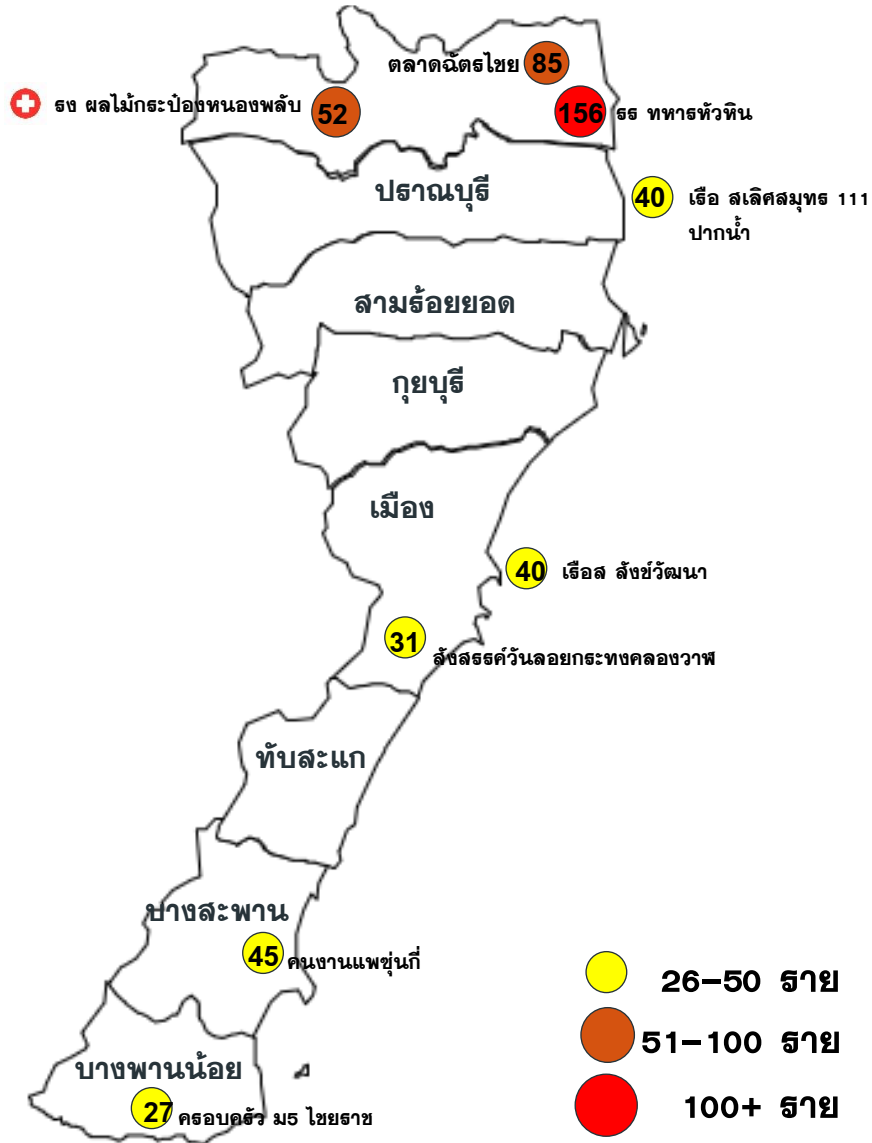 ตลาดฉัตรไชย 85
รง ผลไม้กระป๋องหนองพลับ 52
156 รร ทหารหัวหิน
ปราณบุรี
40 เรือ สเลิศสมุทร 111
ปากน้ำ
สามร้อยยอด
กุยบุรี
เมือง
40 เรือส สังข์วัฒนา
31 สังสรรค์วันลอยกระทงคลองวาฬ
ทับสะแก
บางสะพาน
45 คนงานแพชุ่นกี่
26-50 ราย
51-100 ราย
บางพานน้อย
100+ ราย
27 ครอบครัว ม5 ไชยราช